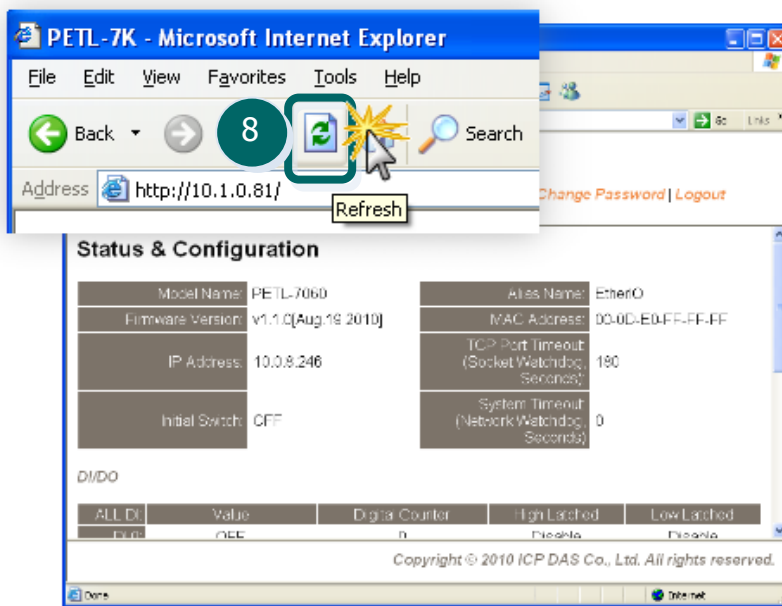 PETL-7K - Microsoft Internet Explorer
File Edit View Favorites Tools Help
Back 8 Search
Go Links
Address http://10.1.0.81/
Refresh
Change Password | Logout
Status & Configuration
Model Name: PETL-7060 Alias Name: EtherIO
Firmware Version: v1.1.0[Aug.19 2010] MAC Address: 00-0D-E0-FF-FF-FF
IP Address: 10.0.8.246 TCP Port Timeout (Socket Watchdog, Seconds): 180
Initial Switch: OFF System Timeout (Network Watchdog, Seconds) 0
DI/DO
ALL DI: Value Digital Counter High Latched Low Latched
DI0: OFF 0 Disable Disable
Copyright © 2010 ICP DAS Co., Ltd. All rights reserved.
Done Internet